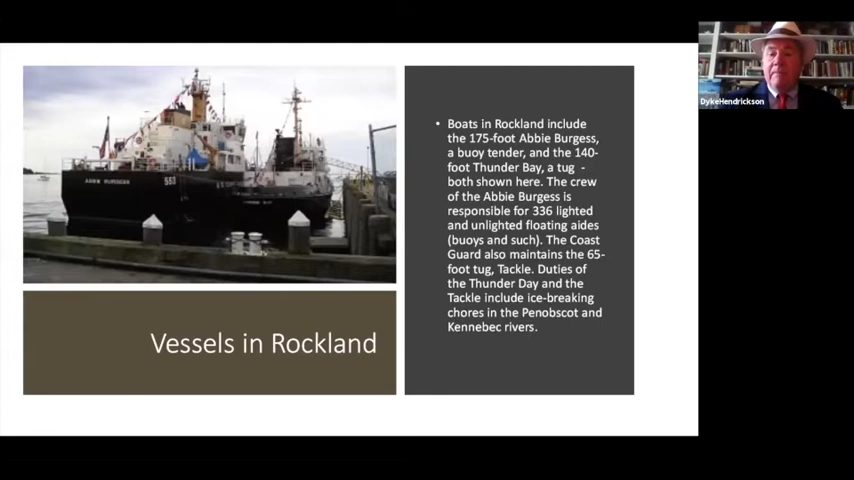 DykeHendrickson
ABBIE BURGESS
553
• Boats in Rockland include
the 175-foot Abbie Burgess,
a buoy tender, and the 140-
foot Thunder Bay, a tug -
both shown here. The crew
of the Abbie Burgess is
responsible for 336 lighted
and unlighted floating aides
(buoys and such). The Coast
Guard also maintains the 65-
foot tug, Tackle. Duties of
the Thunder Day and the
Tackle include ice-breaking
chores in the Penobscot and
Kennebec rivers.
Vessels in Rockland